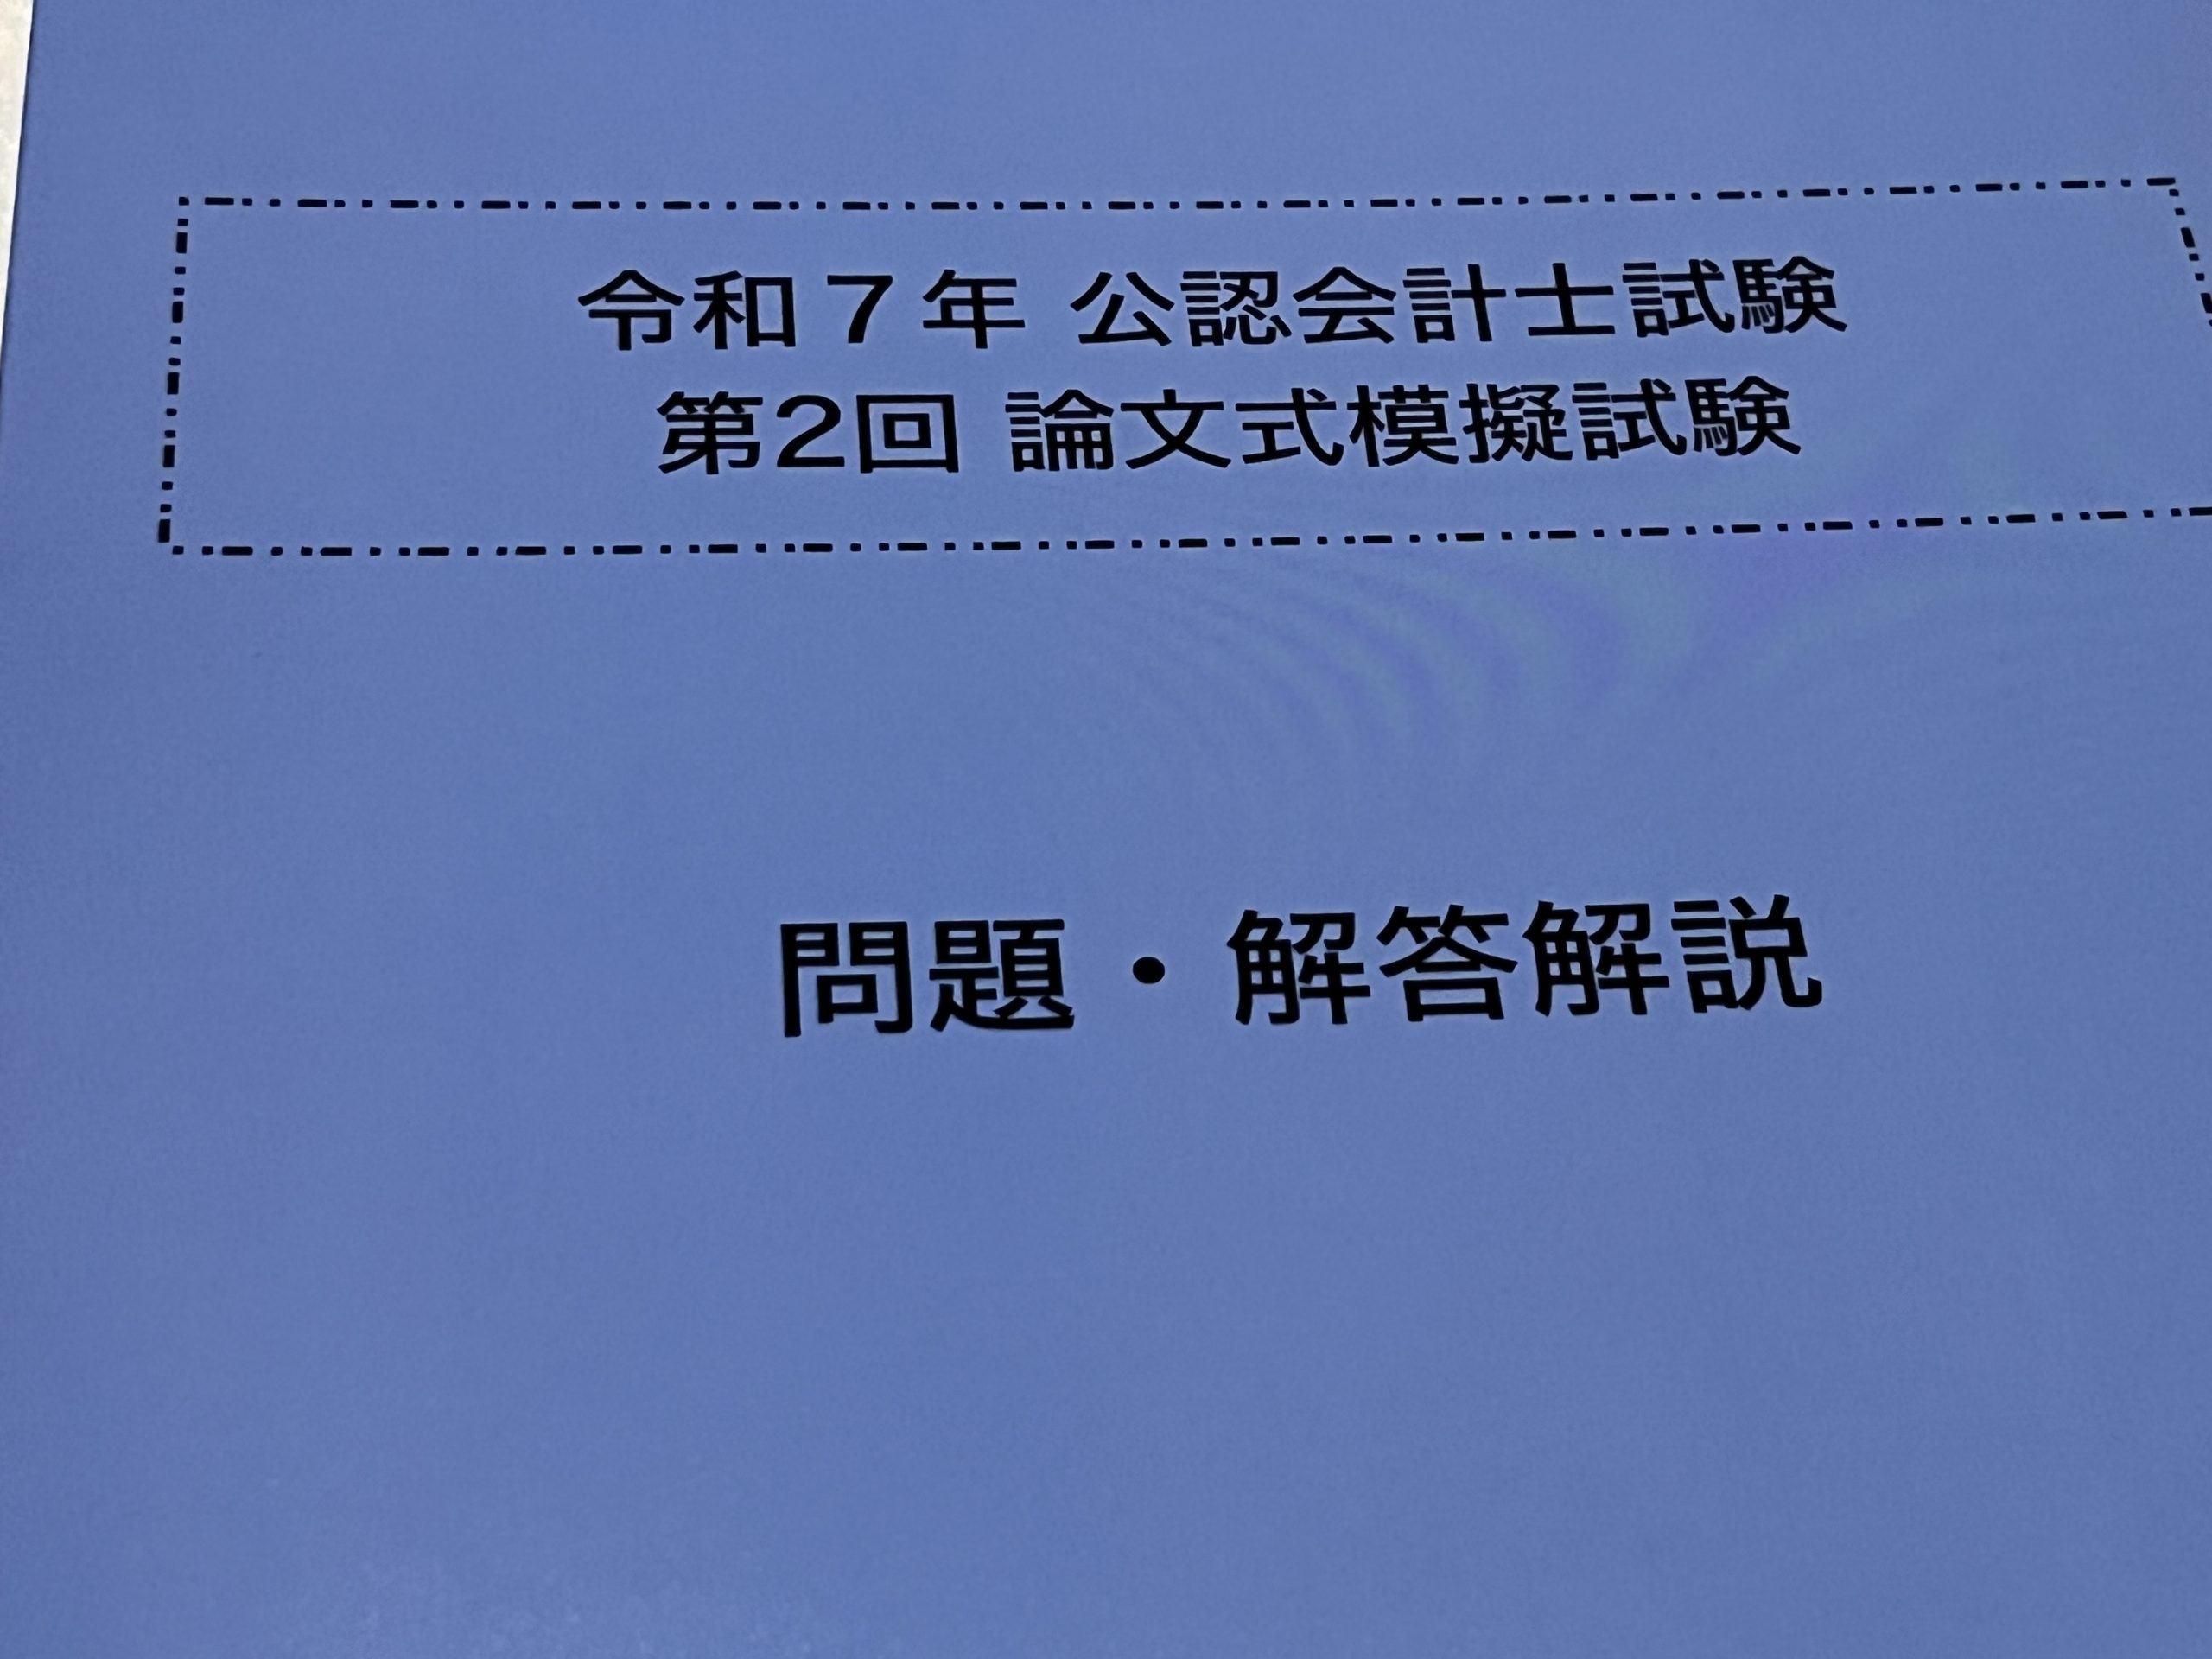 令和７年 公認会計士試験
第2回 論文式模擬試験
問題・解答解説